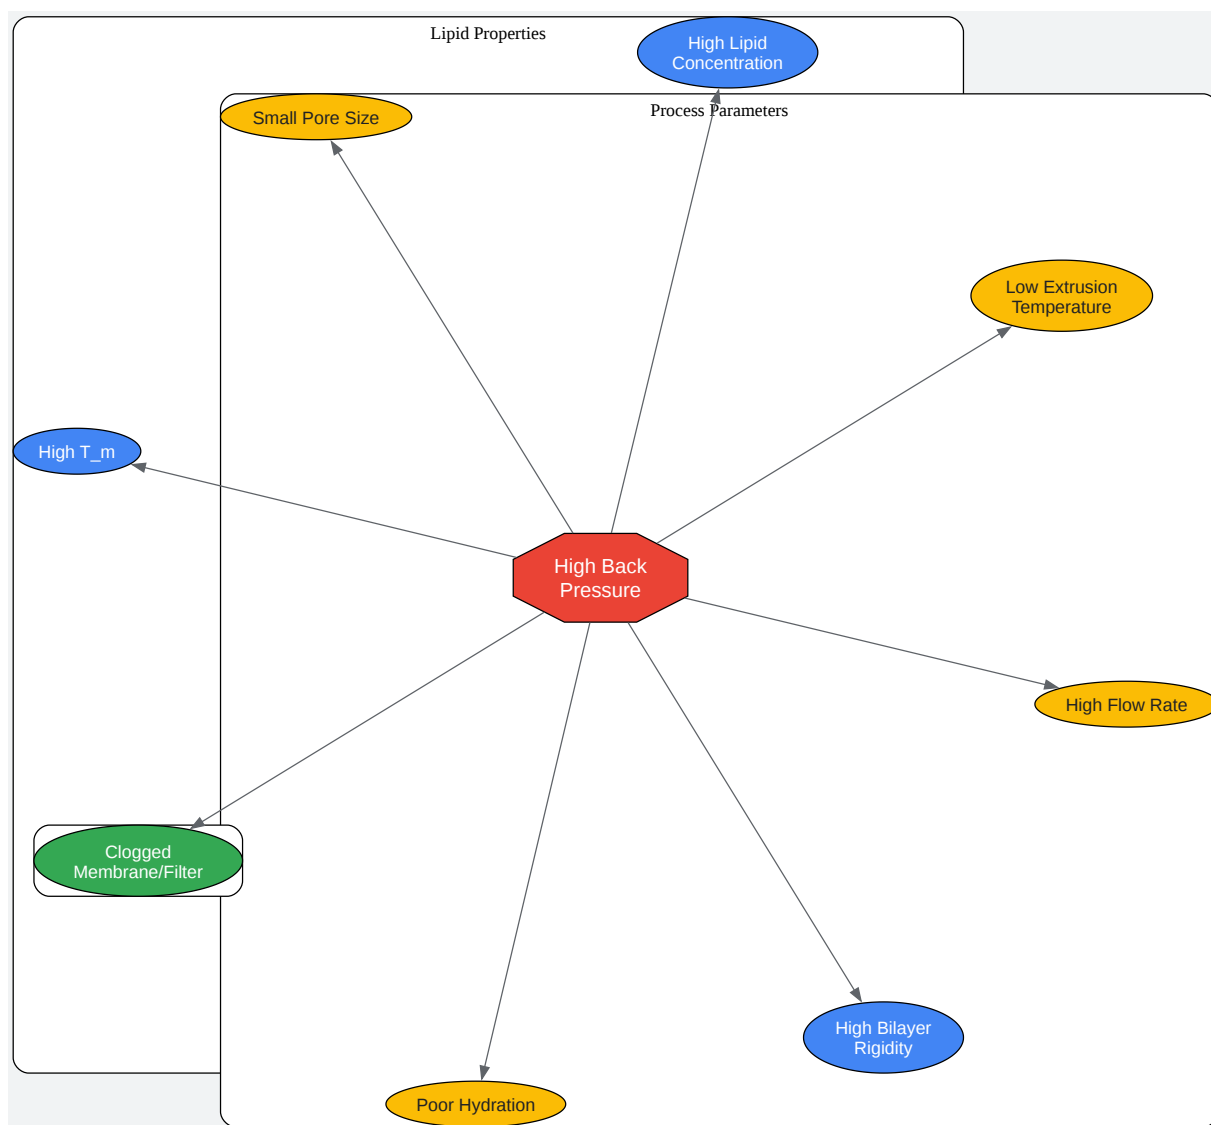 Lipid Properties
High Lipid
Concentration
Process Parameters
Small Pore Size
Low Extrusion
Temperature
High T_m
High Back
Pressure
High Flow Rate
Clogged
Membrane/Filter
High Bilayer
Rigidity
Poor Hydration